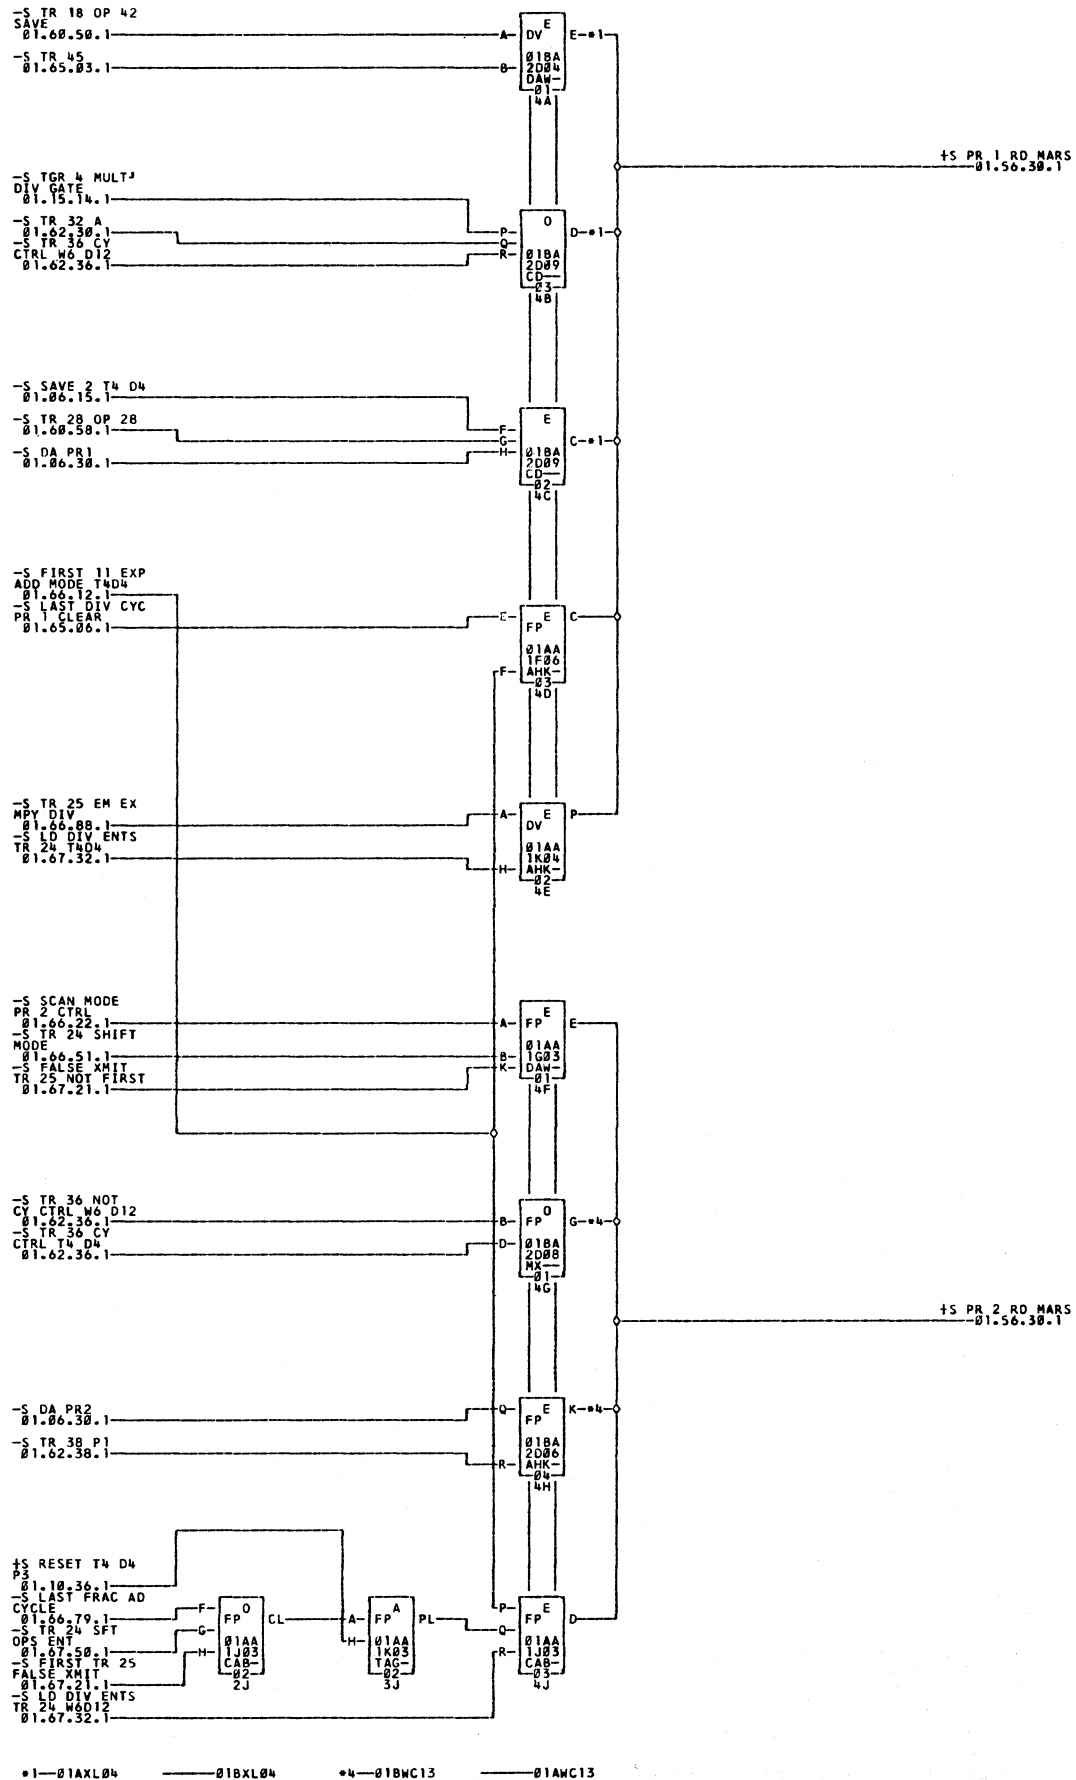 -S TR 18 OP 42
SAVE
01.60.50.1 A- DV E E-*1
-S TR 45
01.65.03.1 B-
01BA
2D04
DAW-
01
4A
+S PR 1 RD MARS
01.56.30.1
-S TGR 4 MULT
DIV GATE
01.15.14.1
-S TR 32 A
01.62.30.1
-S TR 36 CY
CTRL W6 D12
01.62.36.1
P- O D-*1
Q-
R- 01BA
2D09
CD--
03
4B
-S SAVE 2 T4 D4
01.06.15.1
-S TR 28 OP 28
01.60.58.1
-S DA PR1
01.06.30.1
E
F-
G- C-*1
H- 01BA
2D09
CD--
02
4C
-S FIRST 11 EXP
ADD MODE T4D4
01.66.12.1
-S LAST DIV CYC
PR 1 CLEAR
01.65.06.1
E C
FP
01AA
1F06
F- AHK-
03
4D
-S TR 25 EM EX
MPY DIV
01.66.88.1
-S LD DIV ENTS
TR 24 T4D4
01.67.32.1
A- E P
DV
01AA
1K04
H- AHK-
02
4E
-S SCAN MODE
PR 2 CTRL
01.66.22.1
-S TR 24 SHIFT
MODE
01.66.51.1
-S FALSE XMIT
TR 25 NOT FIRST
01.67.21.1
E
A- FP E
01AA
B- 1G03
K- DAW-
01
4F
-S TR 36 NOT
CY CTRL W6 D12
01.62.36.1
-S TR 36 CY
CTRL T4 D4
01.62.36.1
O
B- FP G-*4
D- 01BA
2D08
MX--
01
4G
+S PR 2 RD MARS
01.56.30.1
-S DA PR2
01.06.30.1
-S TR 38 P1
01.62.38.1
Q- E K-*4
FP
01BA
2D06
R- AHK-
04
4H
+S RESET T4 D4
P3
01.10.36.1
-S LAST FRAC AD
CYCLE
01.66.79.1
-S TR 24 SFT
OPS ENT
01.67.50.1
-S FIRST TR 25
FALSE XMIT
01.67.21.1
-S LD DIV ENTS
TR 24 W6D12
01.67.32.1
F- O
FP CL
G-
01AA
H- 1J03
CAB-
02
2J
A
A- FP PL
H- 01AA
1K03
TAG-
02
3J
P- E
FP D
Q-
01AA
R- 1J03
CAB-
03
4J
*1--01AXL04 01BXL04 *4--01BWC13 01AWC13